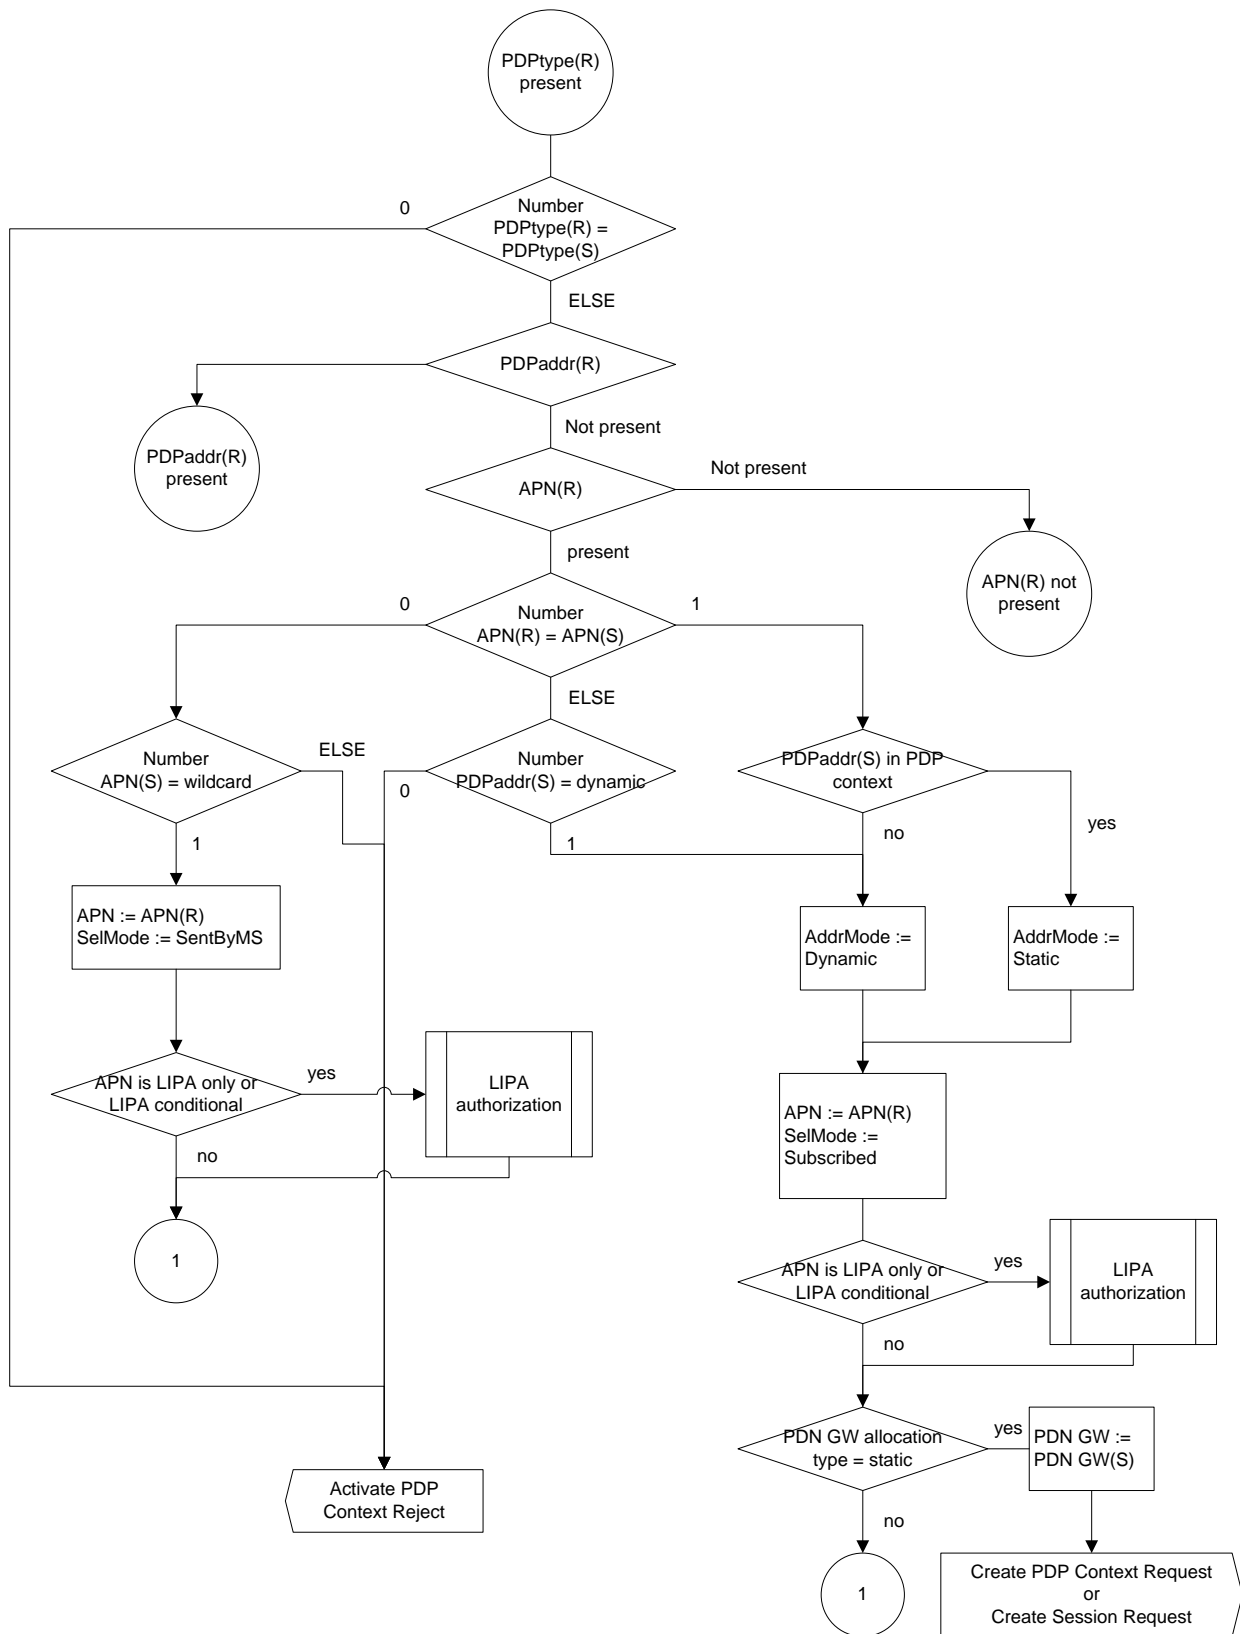 PDPtype(R)
present
0
Number
PDPtype(R) =
PDPtype(S)
ELSE
PDPaddr(R)
PDPaddr(R)
present
Not present
APN(R)
Not present
APN(R) not
present
present
0
Number
APN(R) = APN(S)
1
ELSE
Number
APN(S) = wildcard
ELSE
Number
PDPaddr(S) = dynamic
0
1
PDPaddr(S) in PDP
context
no
yes
1
APN := APN(R)
SelMode := SentByMS
AddrMode :=
Dynamic
AddrMode :=
Static
APN is LIPA only or
LIPA conditional
yes
LIPA
authorization
no
1
APN := APN(R)
SelMode :=
Subscribed
APN is LIPA only or
LIPA conditional
yes
LIPA
authorization
no
PDN GW allocation
type = static
yes
PDN GW :=
PDN GW(S)
no
Activate PDP
Context Reject
1
Create PDP Context Request
or
Create Session Request